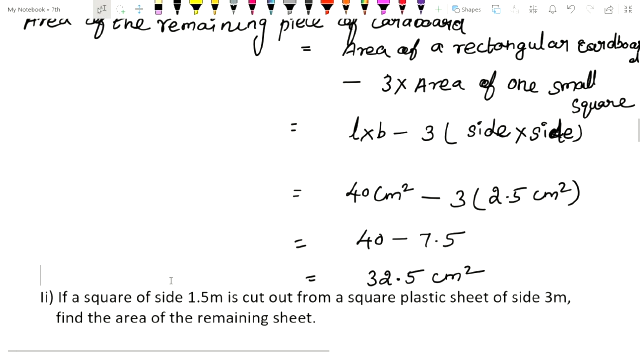 My Notebook » 7th
Shapes
Area of the remaining piece of cardboard
= Area of a rectangular cardboard
- 3 x Area of one small
square
= l x b - 3 ( side x side )
= 40 cm² - 3 ( 2.5 cm² )
= 40 - 7.5
= 32.5 cm²
Ii) If a square of side 1.5m is cut out from a square plastic sheet of side 3m,
find the area of the remaining sheet.